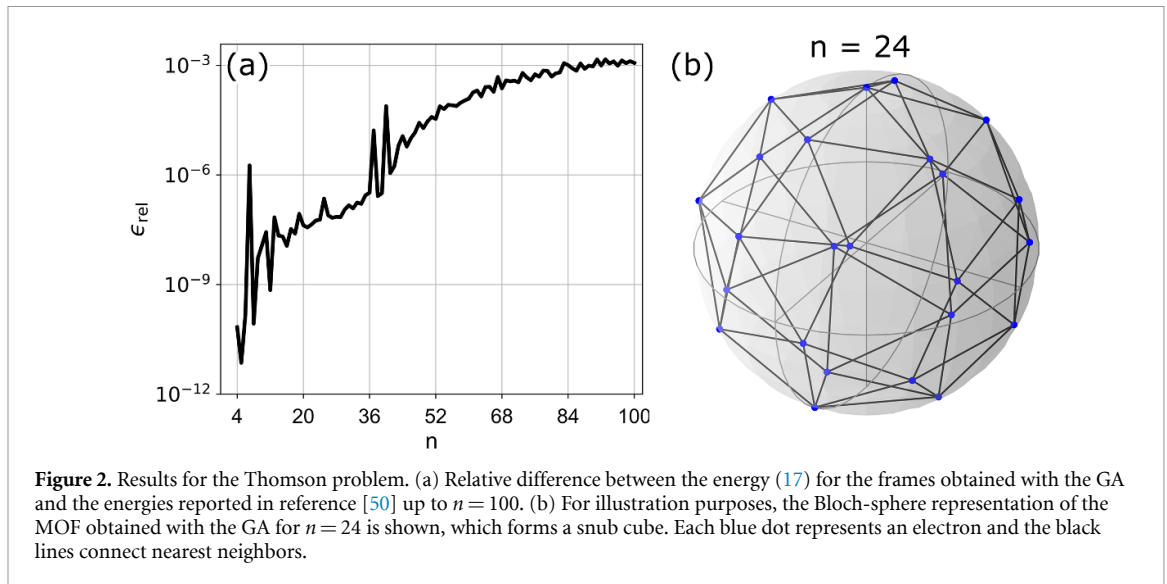 (a)
10⁻³
10⁻⁶
10⁻⁹
10⁻¹²
ϵrel
4 20 36 52 68 84 100
n
(b)
n = 24
Figure 2. Results for the Thomson problem. (a) Relative difference between the energy (17) for the frames obtained with the GA
and the energies reported in reference [50] up to n = 100. (b) For illustration purposes, the Bloch-sphere representation of the
MOF obtained with the GA for n = 24 is shown, which forms a snub cube. Each blue dot represents an electron and the black
lines connect nearest neighbors.